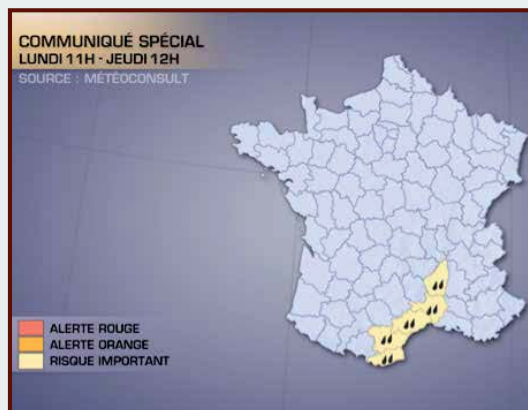 COMMUNIQUÉ SPÉCIAL
LUNDI 11H - JEUDI 12H
SOURCE : MÉTÉOCONSULT
ALERTE ROUGE
ALERTE ORANGE
RISQUE IMPORTANT